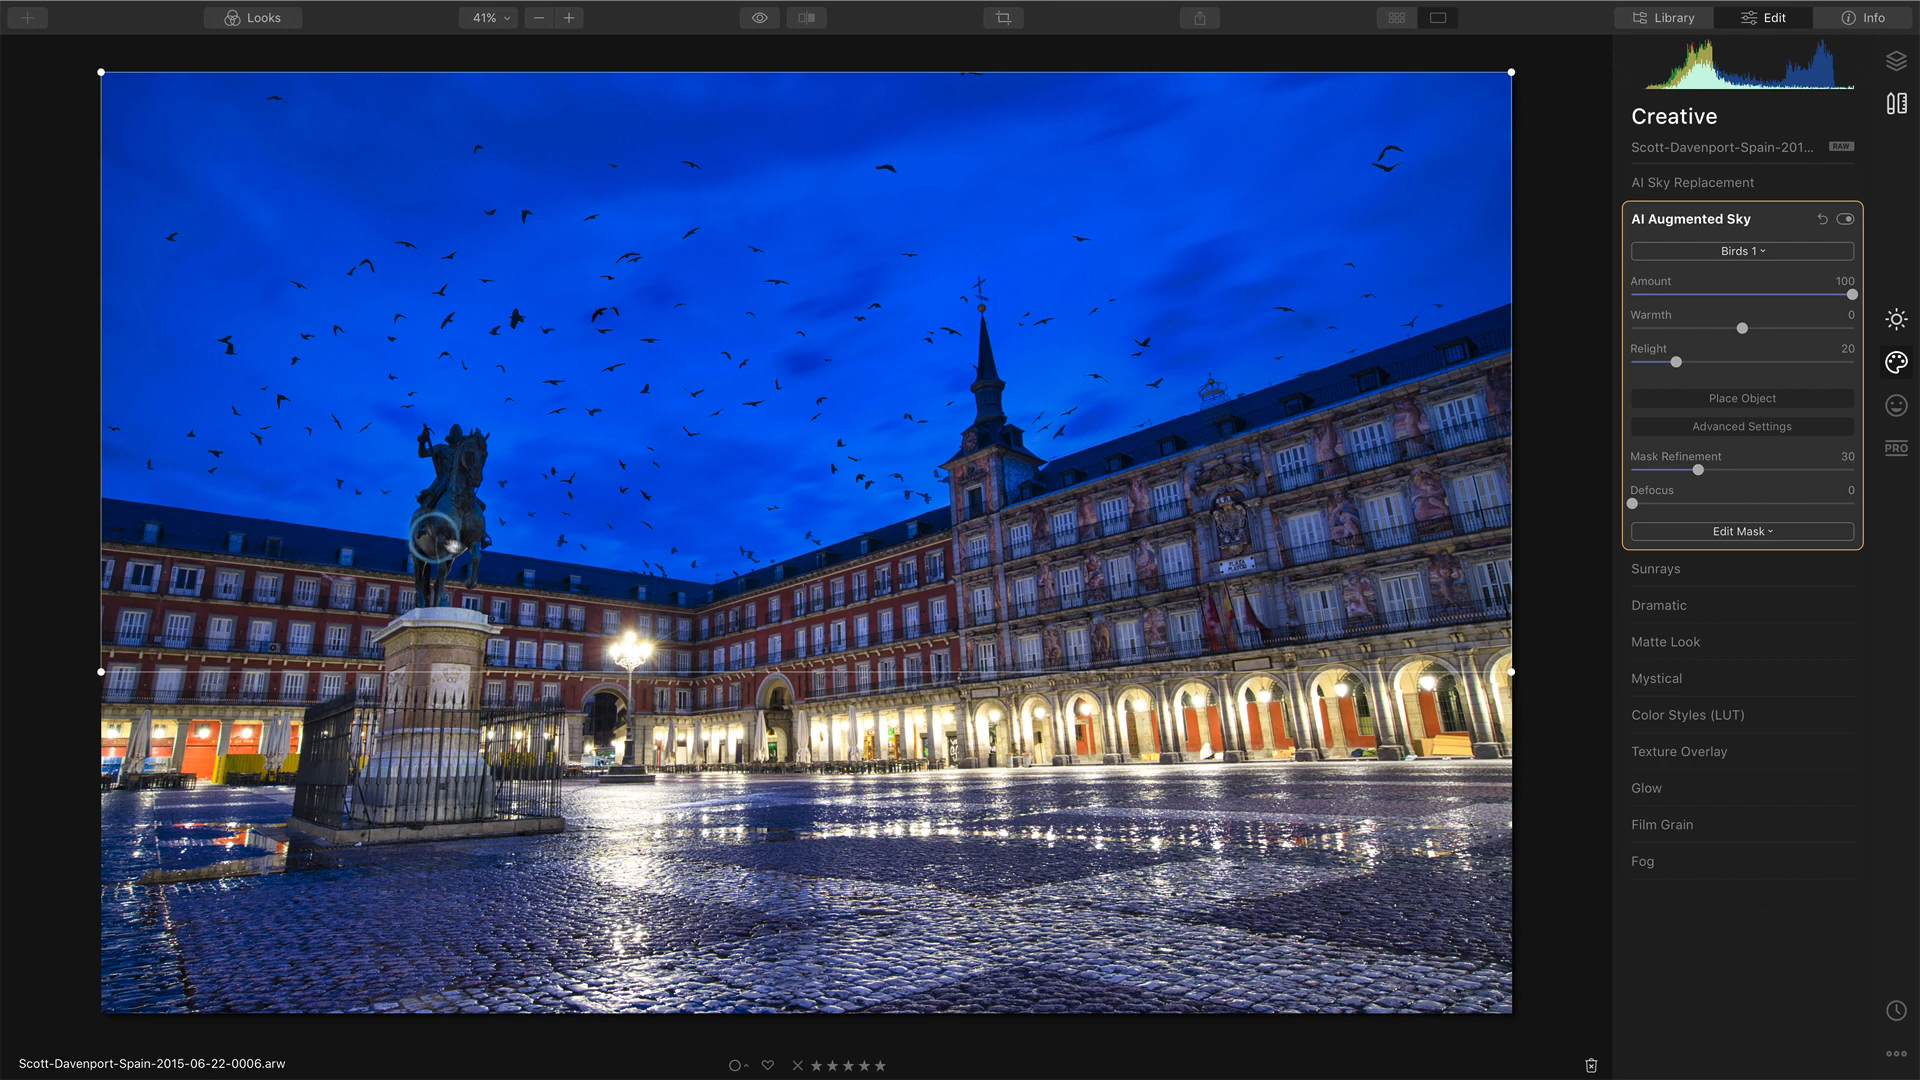 Looks
41%
Library
Edit
Info
Creative
Scott-Davenport-Spain-201...
RAW
AI Sky Replacement
AI Augmented Sky
Birds 1
Amount 100
Warmth 0
Relight 20
Place Object
Advanced Settings
Mask Refinement 30
Defocus 0
Edit Mask
PRO
Sunrays
Dramatic
Matte Look
Mystical
Color Styles (LUT)
Texture Overlay
Glow
Film Grain
Fog
Scott-Davenport-Spain-2015-06-22-0006.arw